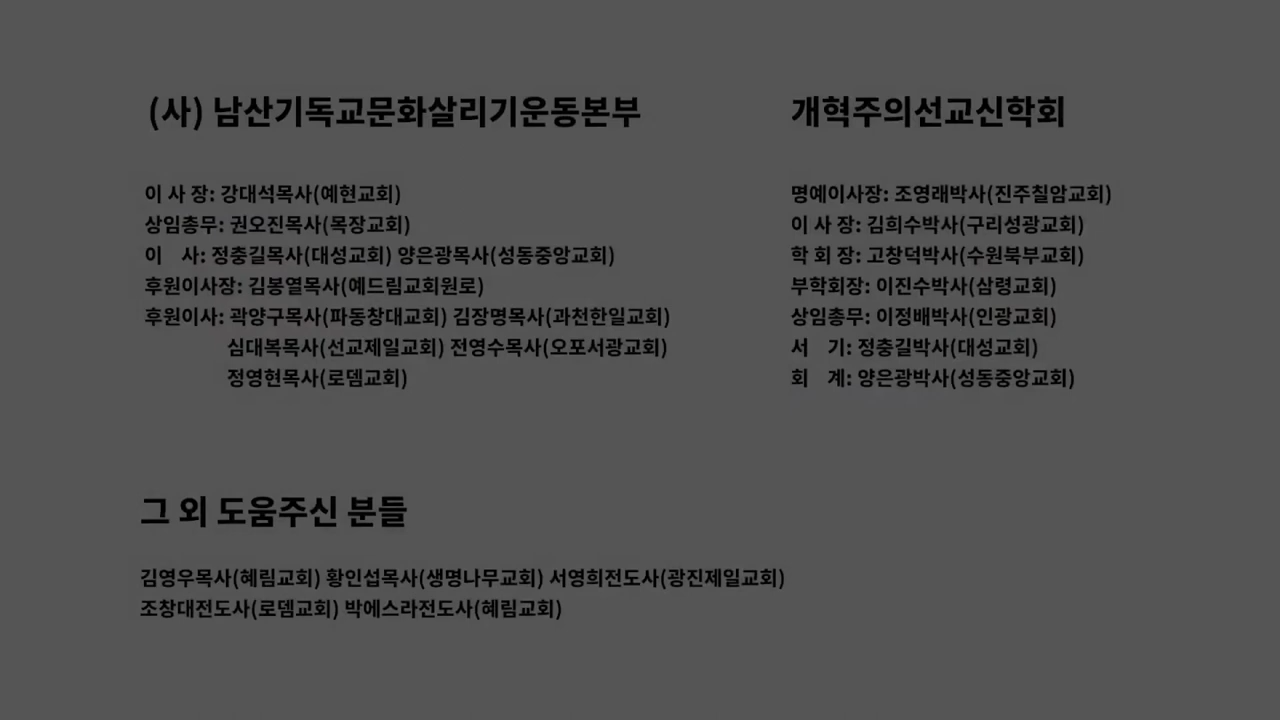 (사) 남산기독교문화살리기운동본부
이 사 장: 강대석목사(예현교회)
상임총무: 권오진목사(목장교회)
이    사: 정충길목사(대성교회) 양은광목사(성동중앙교회)
후원이사장: 김봉열목사(예드림교회원로)
후원이사: 곽양구목사(파동창대교회) 김장명목사(과천한일교회)
심대복목사(선교제일교회) 전영수목사(오포서광교회)
정영현목사(로뎀교회)
개혁주의선교신학회
명예이사장: 조영래박사(진주칠암교회)
이 사 장: 김희수박사(구리성광교회)
학 회 장: 고창덕박사(수원북부교회)
부학회장: 이진수박사(삼령교회)
상임총무: 이정배박사(인광교회)
서    기: 정충길박사(대성교회)
회    계: 양은광박사(성동중앙교회)
그 외 도움주신 분들
김영우목사(혜림교회) 황인섭목사(생명나무교회) 서영희전도사(광진제일교회)
조창대전도사(로뎀교회) 박에스라전도사(혜림교회)